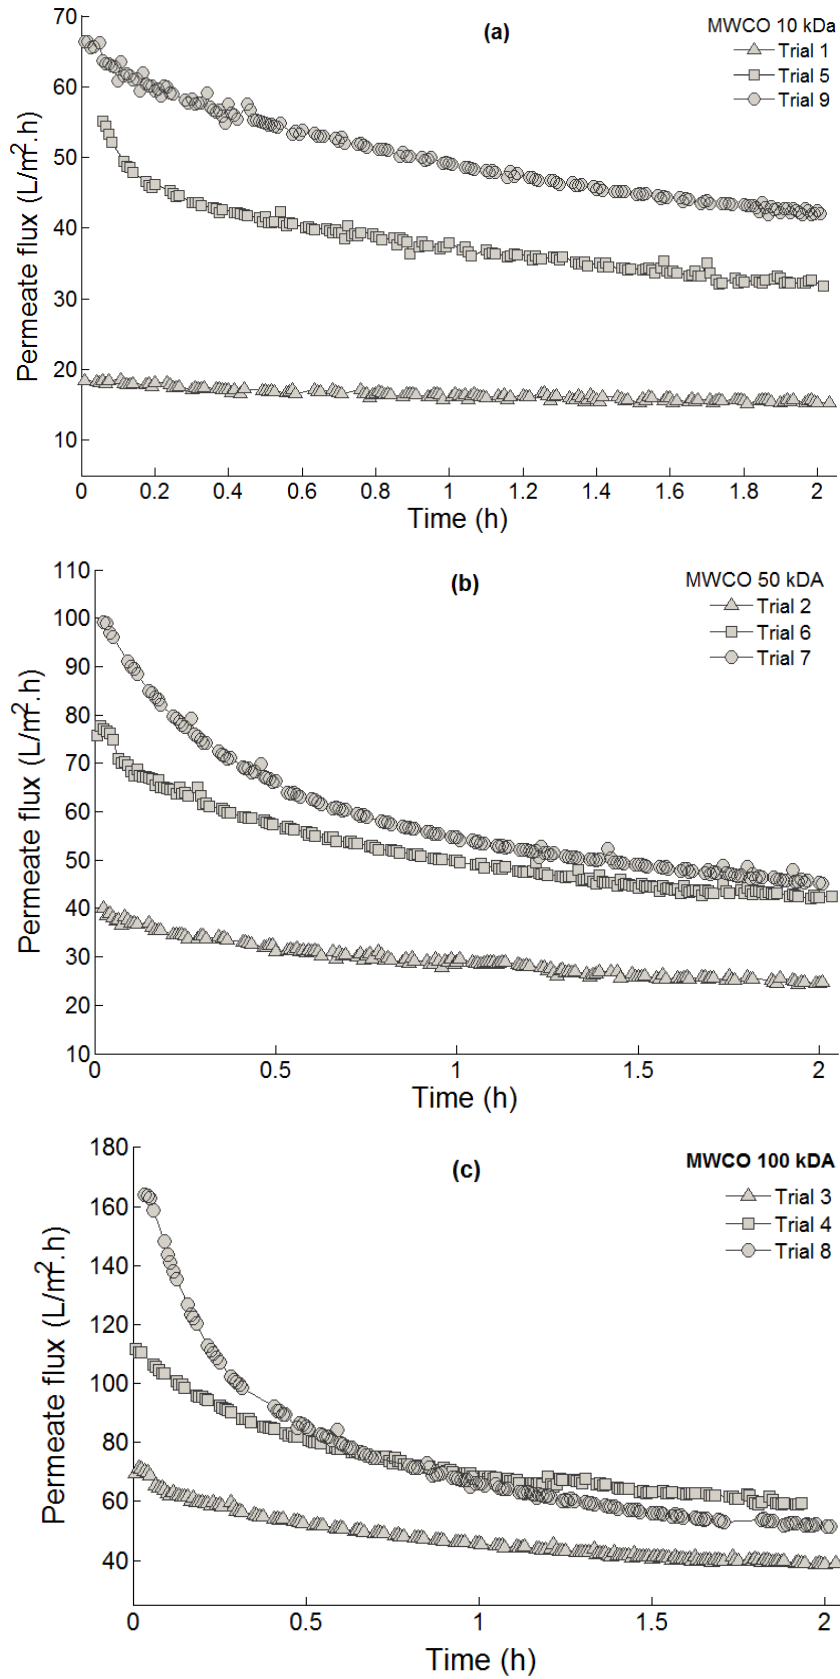 (a)
MWCO 10 kDa
Trial 1
Trial 5
Trial 9
Permeate flux (L/m².h)
70
60
50
40
30
20
10
0 0.2 0.4 0.6 0.8 1 1.2 1.4 1.6 1.8 2
Time (h)
(b)
MWCO 50 kDA
Trial 2
Trial 6
Trial 7
Permeate flux (L/m².h)
110
100
90
80
70
60
50
40
30
20
10
0 0.5 1 1.5 2
Time (h)
(c)
MWCO 100 kDA
Trial 3
Trial 4
Trial 8
Permeate flux (L/m².h)
180
160
140
120
100
80
60
40
0 0.5 1 1.5 2
Time (h)